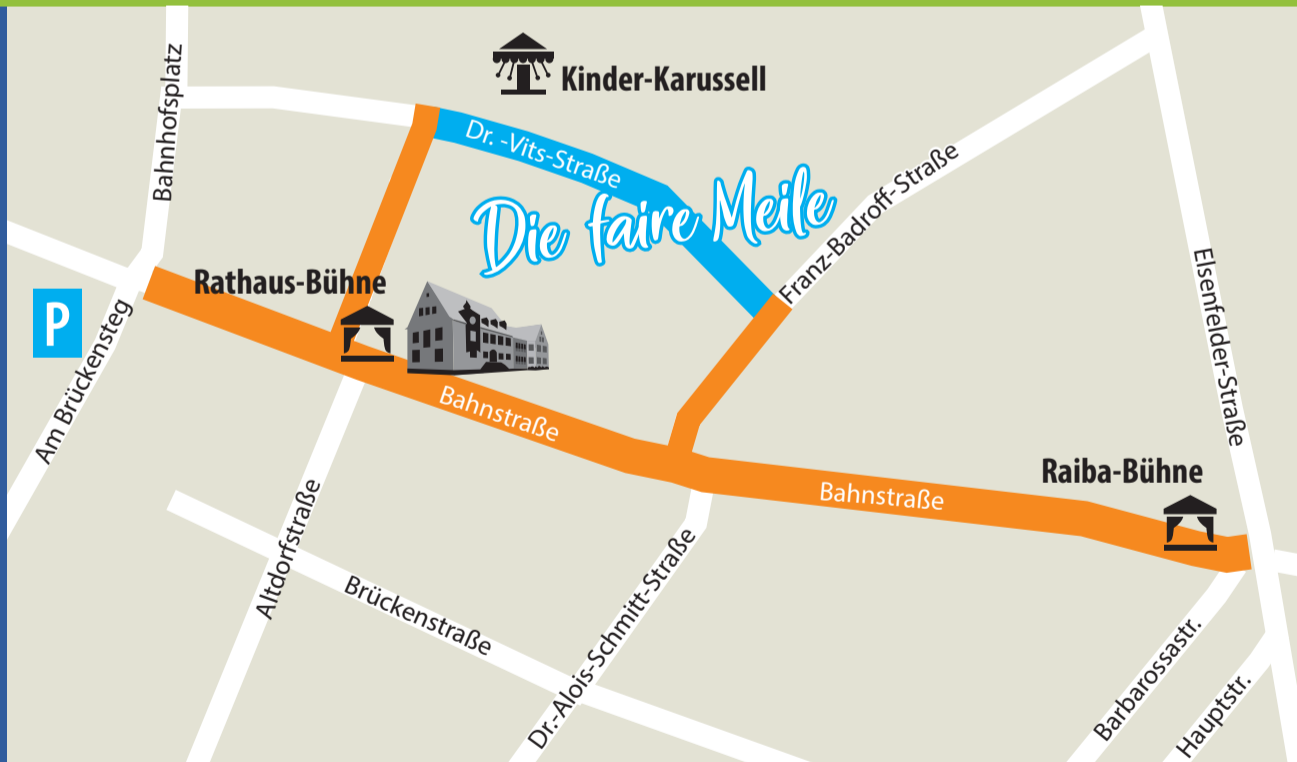 Bahnhofsplatz
Kinder-Karussell
Dr. -Vits-Straße
Die faire Meile
Franz-Badroff-Straße
Elsenfelder-Straße
Rathaus-Bühne
P
Am Brückensteg
Bahnstraße
Raiba-Bühne
Bahnstraße
Altdorfstraße
Brückenstraße
Dr.-Alois-Schmitt-Straße
Barbarossastr.
Hauptstr.